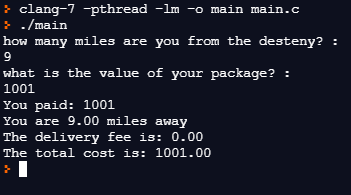 > clang-7 -pthread -lm -o main main.c
> ./main
how many miles are you from the desteny? :
9
what is the value of your package? :
1001
You paid: 1001
You are 9.00 miles away
The delivery fee is: 0.00
The total cost is: 1001.00
>